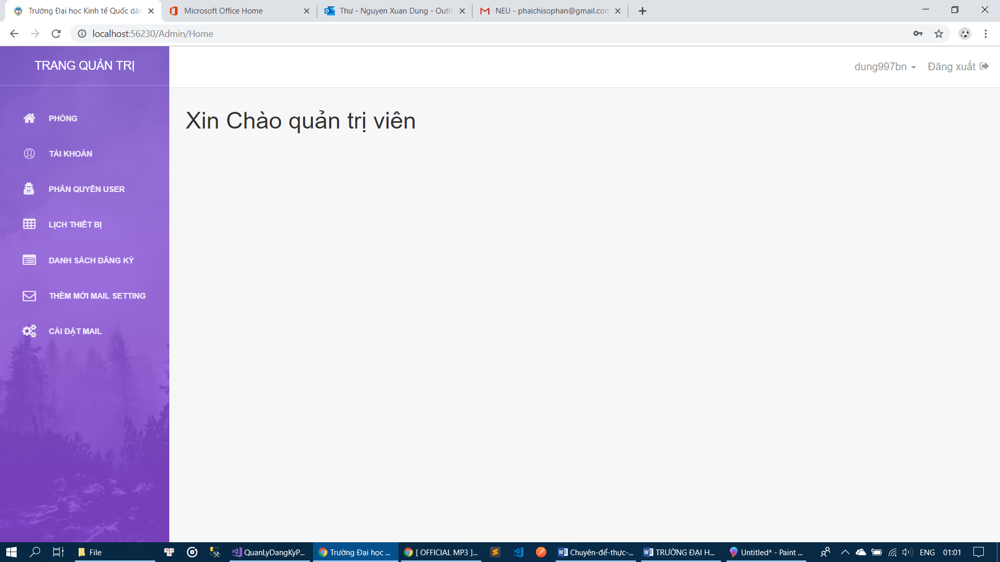 Trường Đại học Kinh tế Quốc dân
Microsoft Office Home
Thư - Nguyen Xuan Dung - Outlo
NEU - phaichisophan@gmail.com
localhost:56230/Admin/Home
TRANG QUẢN TRỊ
dung997bn
Đăng xuất
Xin Chào quản trị viên
PHÒNG
TÀI KHOẢN
PHÂN QUYỀN USER
LỊCH THIẾT BỊ
DANH SÁCH ĐĂNG KÝ
THÊM MỚI MAIL SETTING
CÀI ĐẶT MAIL
File
QuanLyDangKyP...
Trường Đại học ...
[ OFFICIAL MP3 ]...
Chuyên-để-thực-...
TRƯỜNG ĐẠI H...
Untitled* - Paint ...
ENG
01:01